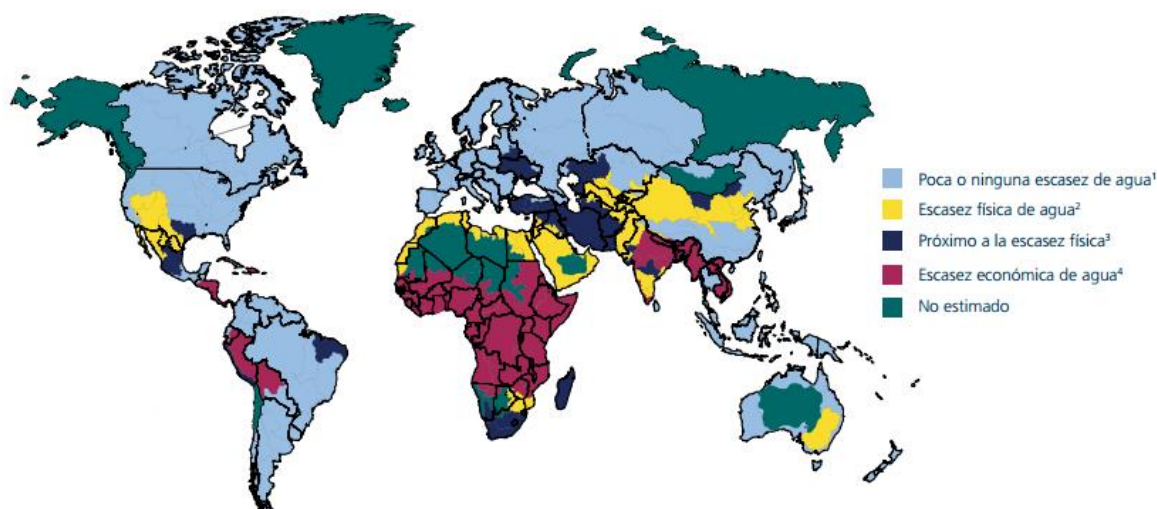 Poca o ninguna escasez de agua¹
Escasez física de agua²
Próximo a la escasez física³
Escasez económica de agua⁴
No estimado